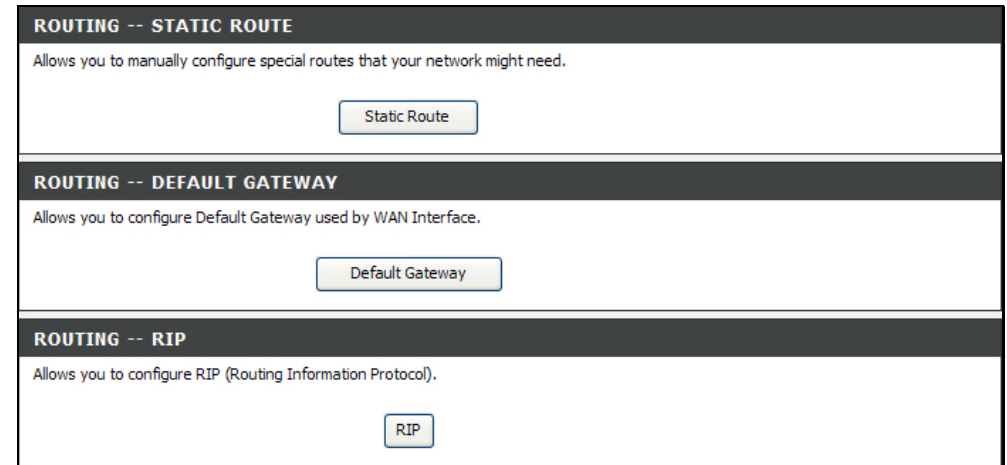 ROUTING -- STATIC ROUTE
Allows you to manually configure special routes that your network might need.
Static Route
ROUTING -- DEFAULT GATEWAY
Allows you to configure Default Gateway used by WAN Interface.
Default Gateway
ROUTING -- RIP
Allows you to configure RIP (Routing Information Protocol).
RIP